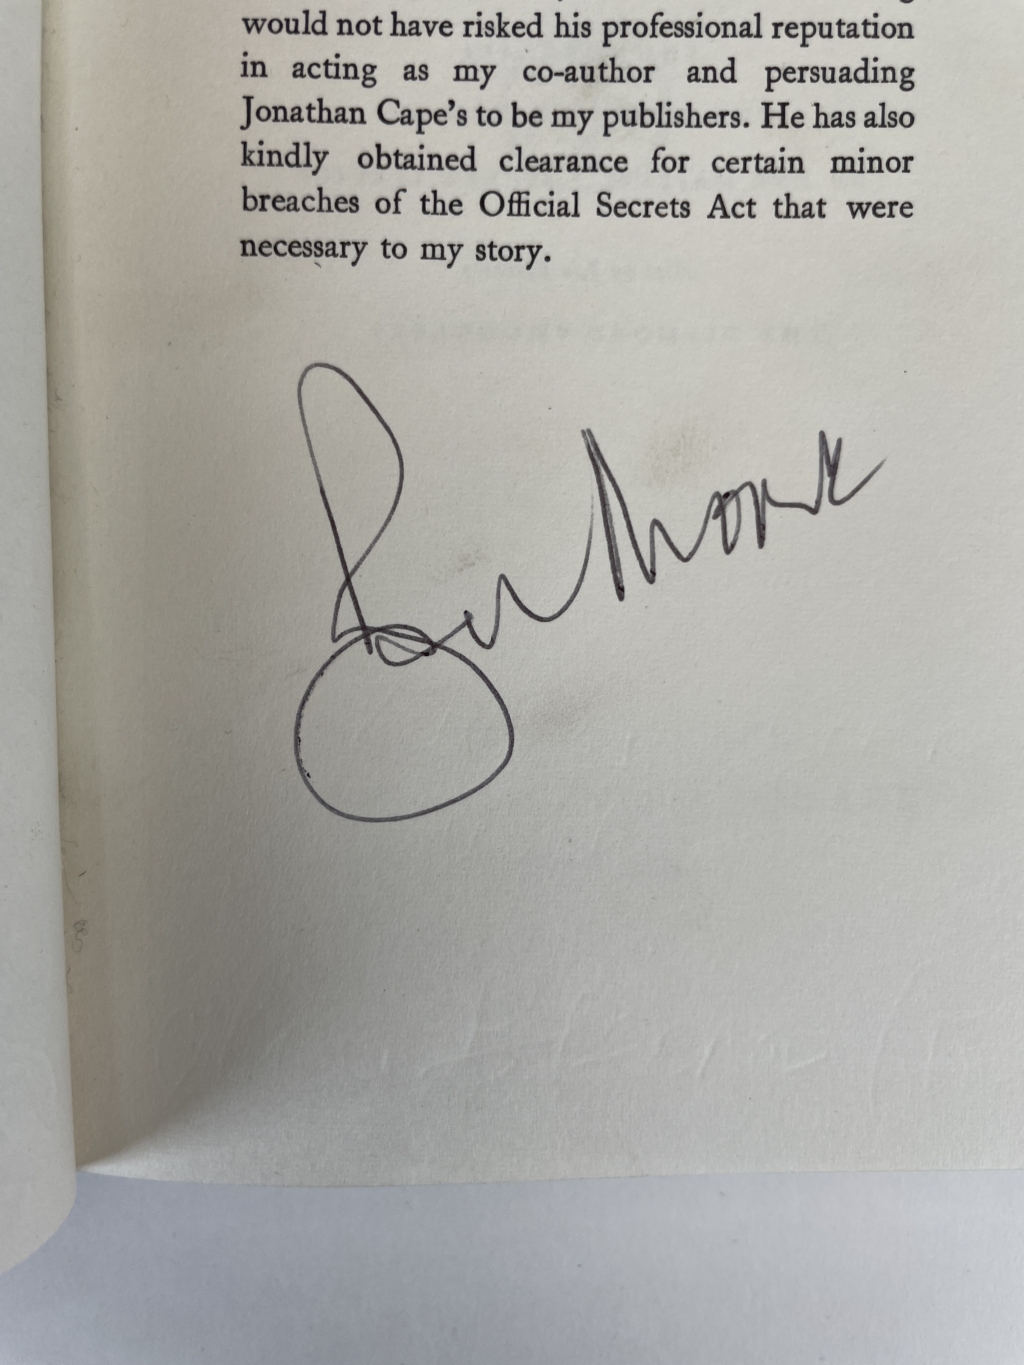 would not have risked his professional reputation
in acting as my co-author and persuading
Jonathan Cape's to be my publishers. He has also
kindly obtained clearance for certain minor
breaches of the Official Secrets Act that were
necessary to my story.